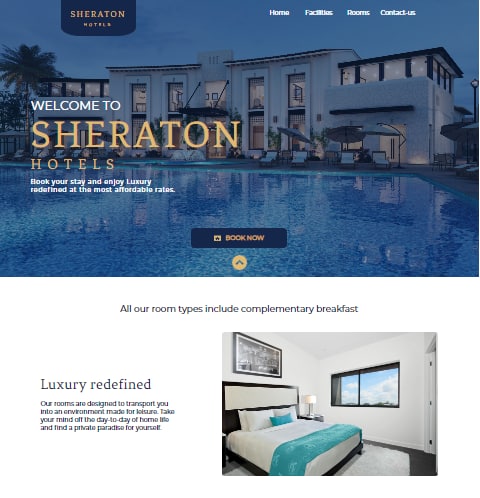 SHERATON
HOTELS
Home Facilities Rooms Contact-us
WELCOME TO
SHERATON
HOTELS
Book your stay and enjoy Luxury
redefined at the most affordable rates.
BOOK NOW
All our room types include complementary breakfast
Luxury redefined
Our rooms are designed to transport you
into an environment made for leisure. Take
your mind off the day-to-day of home life
and find a private paradise for yourself.